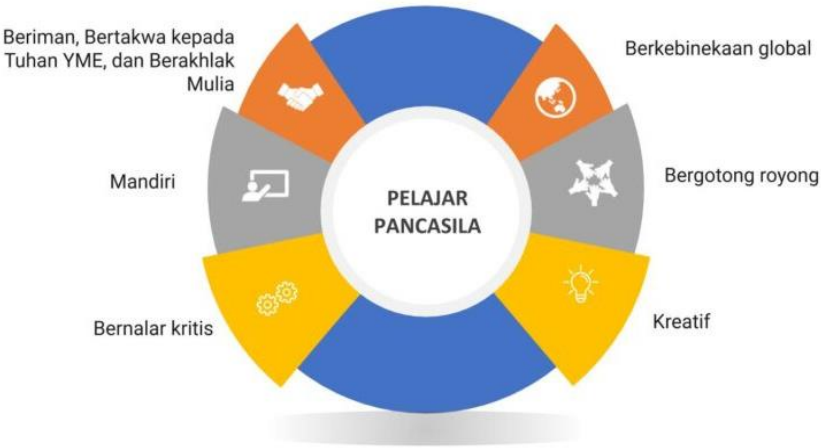 Beriman, Bertakwa kepada
Tuhan YME, dan Berakhlak
Mulia
Berkebinekaan global
Mandiri
Bergotong royong
PELAJAR
PANCASILA
Bernalar kritis
Kreatif